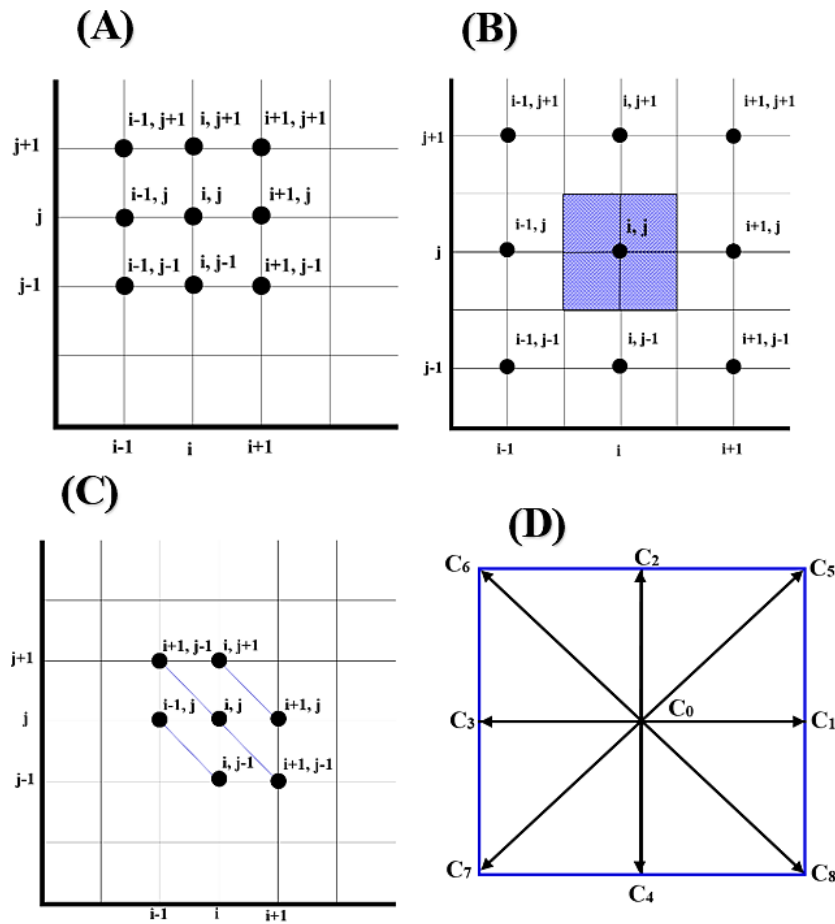 (A)
i-1, j+1 i, j+1 i+1, j+1
j+1
i-1, j i, j i+1, j
j
i-1, j-1 i, j-1 i+1, j-1
j-1
i-1 i i+1
(B)
i-1, j+1 i, j+1 i+1, j+1
j+1
i-1, j i, j i+1, j
j
i-1, j-1 i, j-1 i+1, j-1
j-1
i-1 i i+1
(C)
i+1, j-1 i, j+1
j+1
i-1, j i, j i+1, j
j
i, j-1 i+1, j-1
j-1
i-1 i i+1
(D)
C6 C2 C5
C3 C0 C1
C7 C4 C8